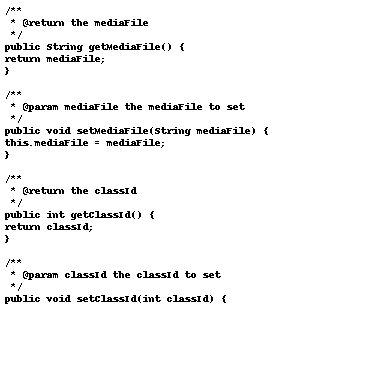 /**
 * @return the mediaFile
 */
public String getMediaFile() {
return mediaFile;
}

/**
 * @param mediaFile the mediaFile to set
 */
public void setMediaFile(String mediaFile) {
this.mediaFile = mediaFile;
}

/**
 * @return the classId
 */
public int getClassId() {
return classId;
}

/**
 * @param classId the classId to set
 */
public void setClassId(int classId) {